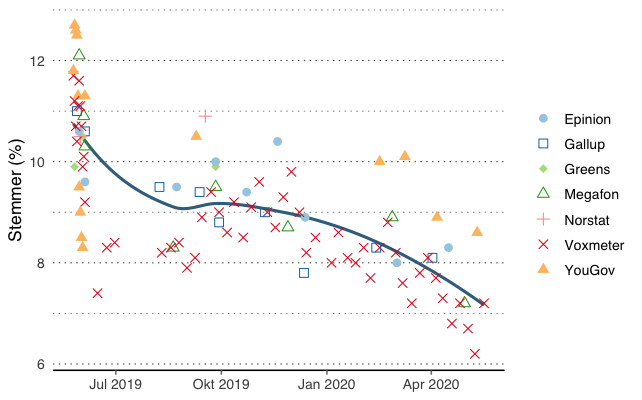 Stemmer (%)
12
10
8
6
Jul 2019
Okt 2019
Jan 2020
Apr 2020
Epinion
Gallup
Greens
Megafon
Norstat
Voxmeter
YouGov